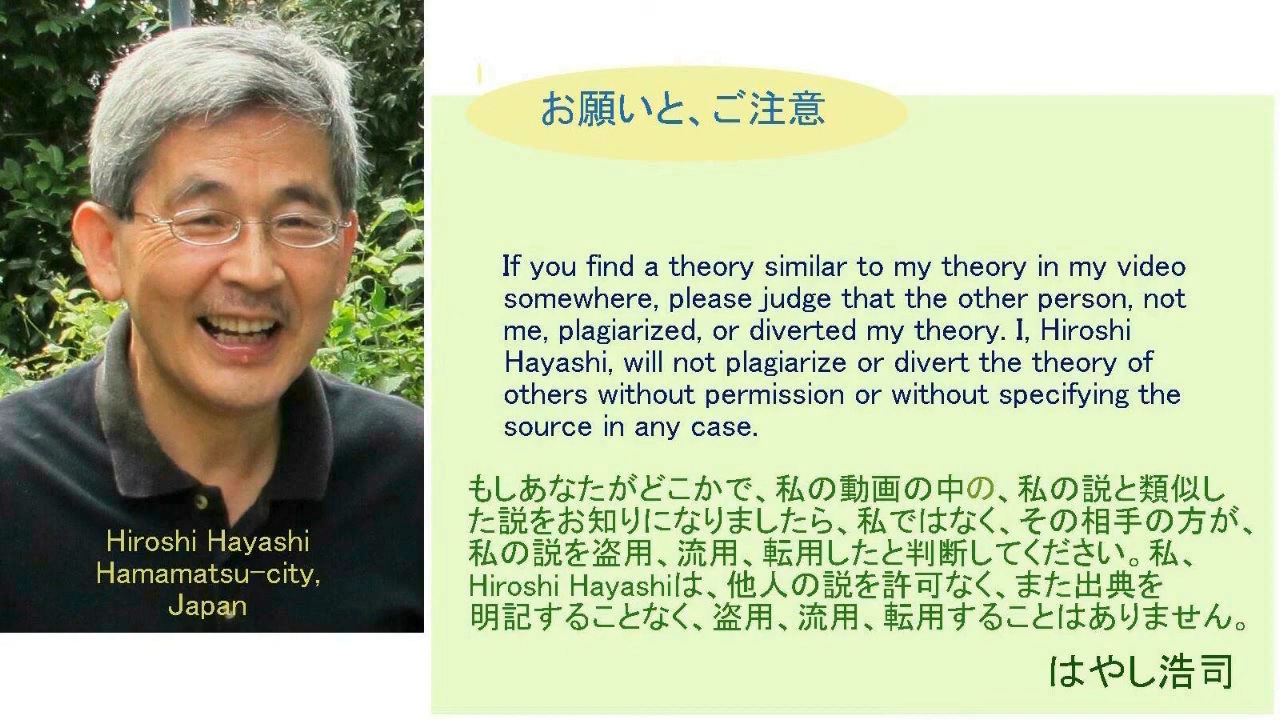 お願いと、ご注意
If you find a theory similar to my theory in my video
somewhere, please judge that the other person, not
me, plagiarized, or diverted my theory. I, Hiroshi
Hayashi, will not plagiarize or divert the theory of
others without permission or without specifying the
source in any case.
もしあなたがどこかで、私の動画の中の、私の説と類似し
た説をお知りになりましたら、私ではなく、その相手の方が、
私の説を盗用、流用、転用したと判断してください。私、
Hiroshi Hayashiは、他人の説を許可なく、また出典を
明記することなく、盗用、流用、転用することはありません。
はやし浩司
Hiroshi Hayashi
Hamamatsu-city,
Japan